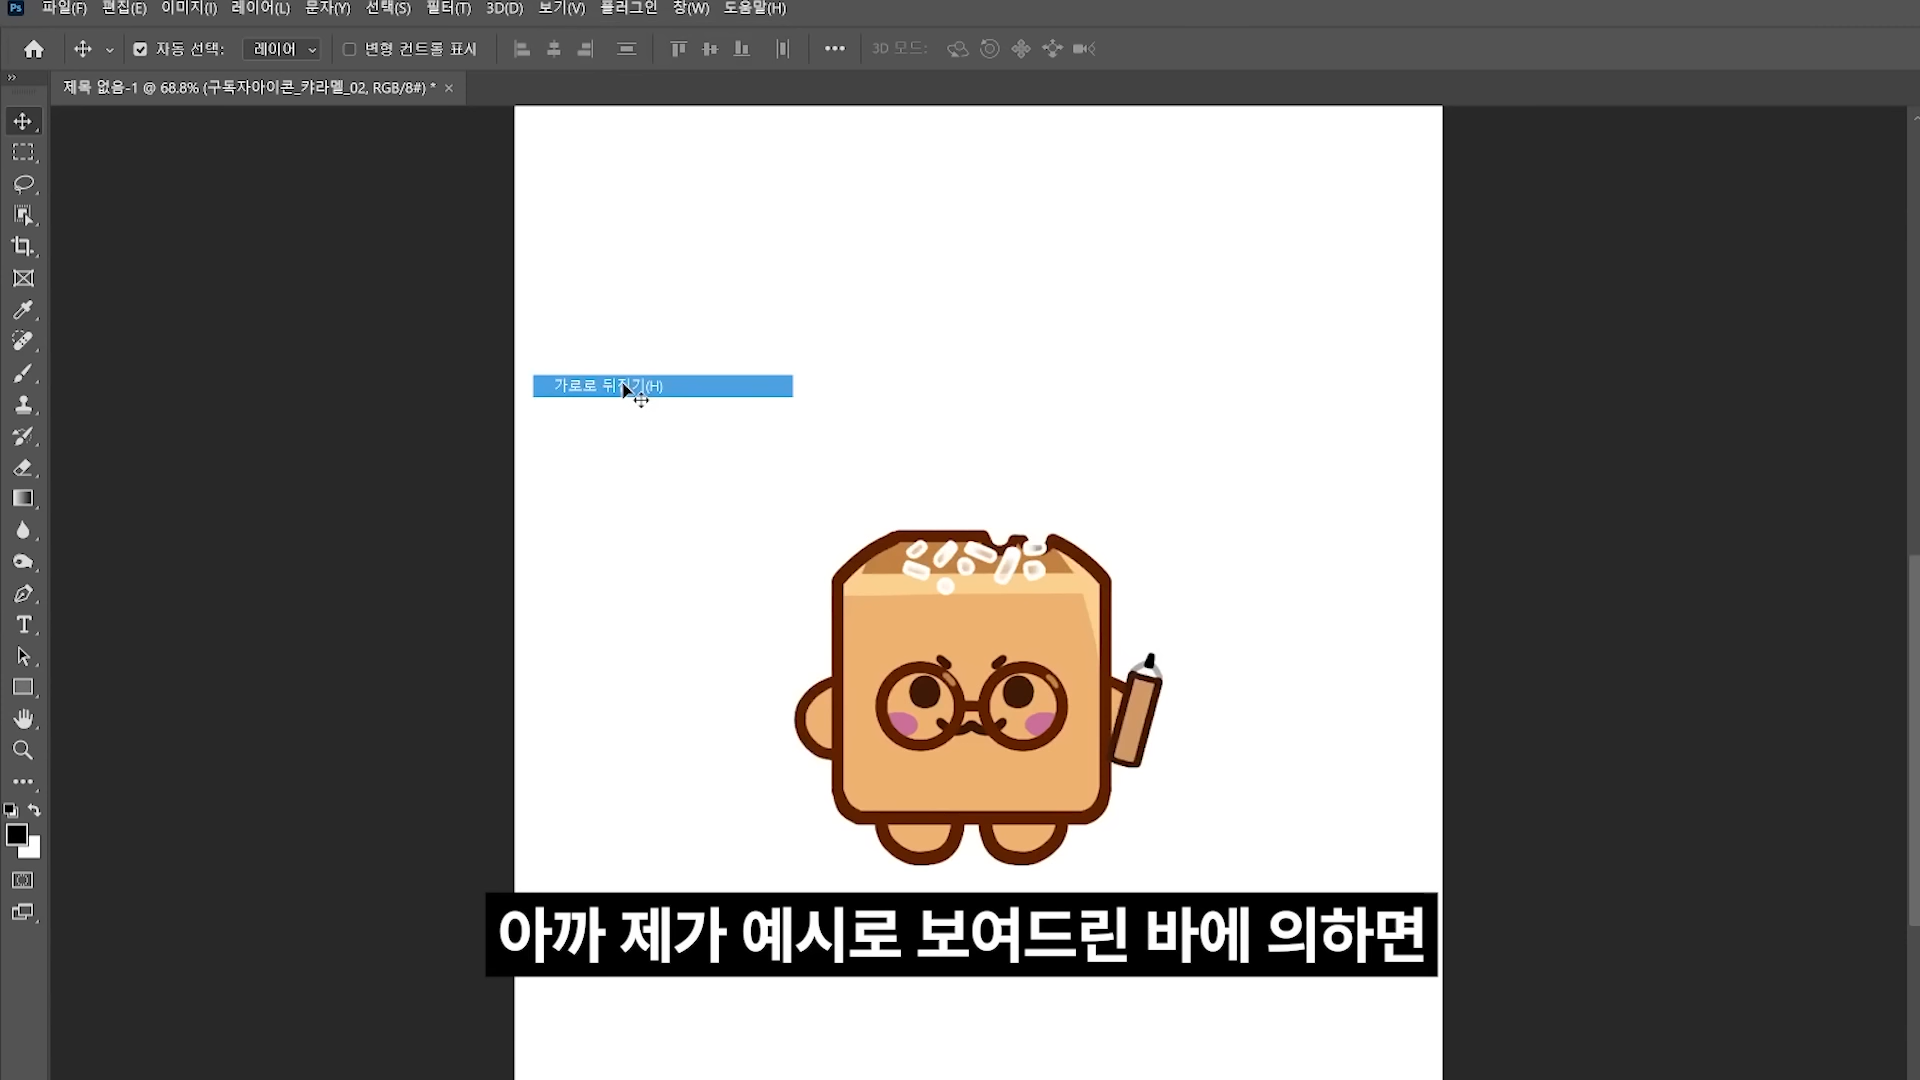 Ps 파일(F) 편집(E) 이미지(I) 레이어(L) 문자(Y) 선택(S) 필터(T) 3D(D) 보기(V) 플러그인 창(W) 도움말(H)
자동 선택: 레이어 변형 컨트롤 표시 3D 모드:
제목 없음-1 @ 68.8% (구독자아이콘_캬라멜_02, RGB/8#) * ×
가로로 뒤집기(H)
아까 제가 예시로 보여드린 바에 의하면